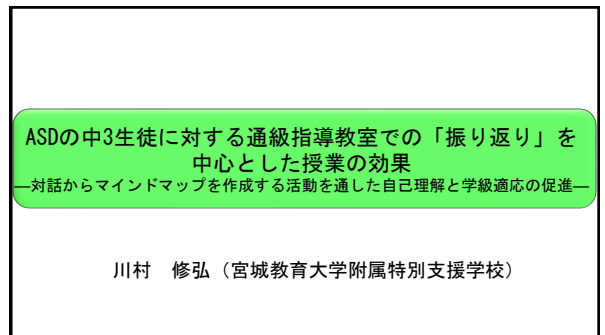 ASDの中3生徒に対する通級指導教室での「振り返り」を
中心とした授業の効果
―対話からマインドマップを作成する活動を通した自己理解と学級適応の促進―
川村　修弘（宮城教育大学附属特別支援学校）